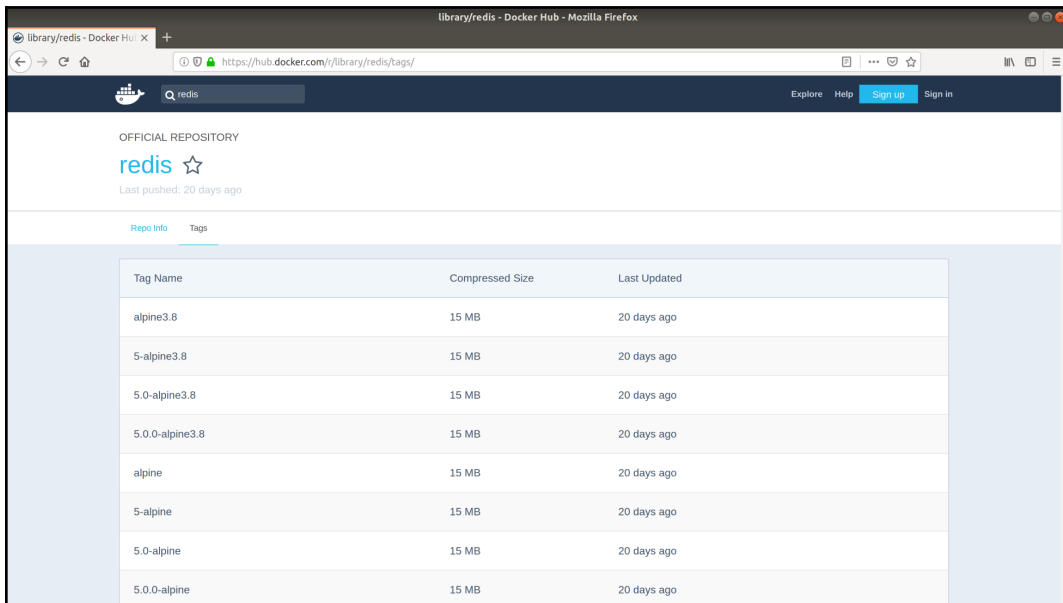 library/redis - Docker Hub - Mozilla Firefox
library/redis - Docker Hu
https://hub.docker.com/r/library/redis/tags/
redis
Explore Help Sign up Sign in
OFFICIAL REPOSITORY
redis
Last pushed: 20 days ago
Repo Info Tags
Tag Name Compressed Size Last Updated
alpine3.8 15 MB 20 days ago
5-alpine3.8 15 MB 20 days ago
5.0-alpine3.8 15 MB 20 days ago
5.0.0-alpine3.8 15 MB 20 days ago
alpine 15 MB 20 days ago
5-alpine 15 MB 20 days ago
5.0-alpine 15 MB 20 days ago
5.0.0-alpine 15 MB 20 days ago